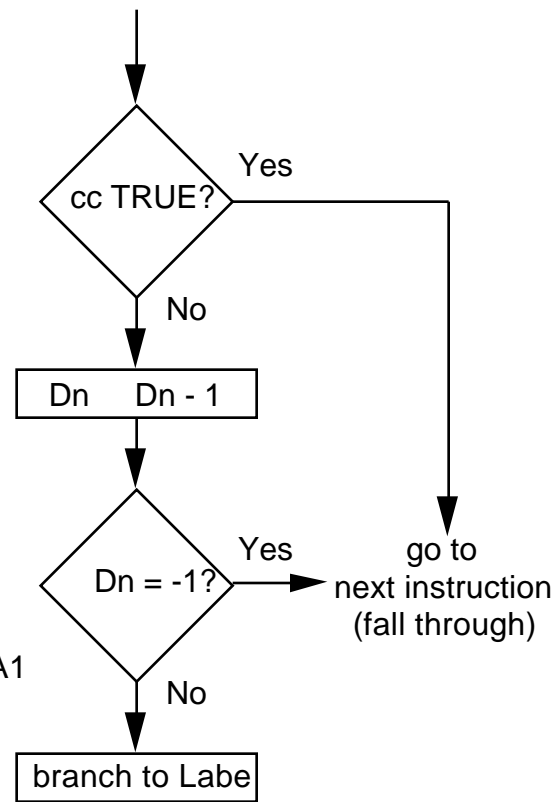 Yes
cc TRUE?
No
Dn Dn - 1
Yes
Dn = -1?
go to
next instruction
(fall through)
A1
No
branch to Labe